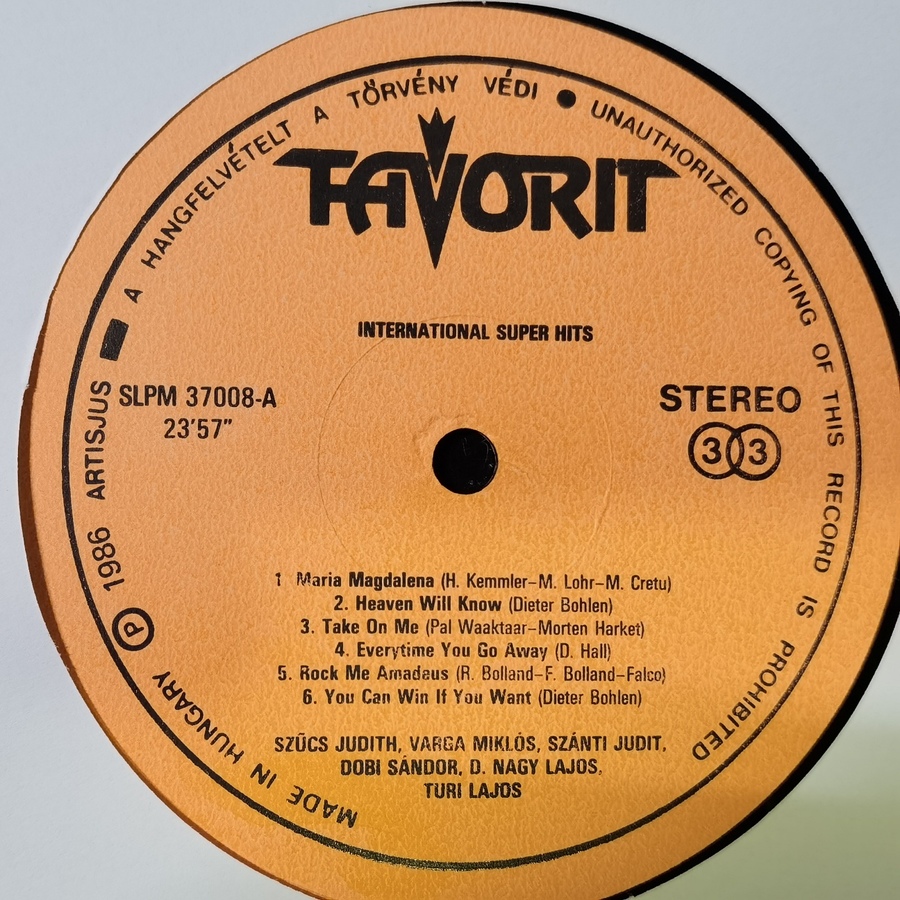 MADE IN HUNGARY Ⓟ 1986 ARTISJUS ■ A HANGFELVÉTELT A TÖRVÉNY VÉDI ● UNAUTHORIZED COPYING OF THIS RECORD IS PROHIBITED
FAVORIT
INTERNATIONAL SUPER HITS
SLPM 37008-A
23'57"
STEREO
33
1 Maria Magdalena (H. Kemmler–M. Lohr–M. Cretu)
2. Heaven Will Know (Dieter Bohlen)
3. Take On Me (Pal Waaktaar–Morten Harket)
4. Everytime You Go Away (D. Hall)
5. Rock Me Amadaus (R. Bolland–F. Bolland–Falco)
6. You Can Win If You Want (Dieter Bohlen)
SZŰCS JUDITH, VARGA MIKLÓS, SZÁNTI JUDIT,
DOBI SÁNDOR, D. NAGY LAJOS,
TURI LAJOS